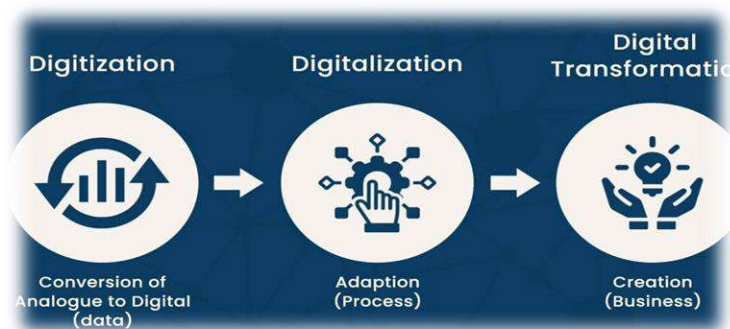 Digitization
Digitalization
Digital
Transformatio
Conversion of
Analogue to Digital
(data)
Adaption
(Process)
Creation
(Business)